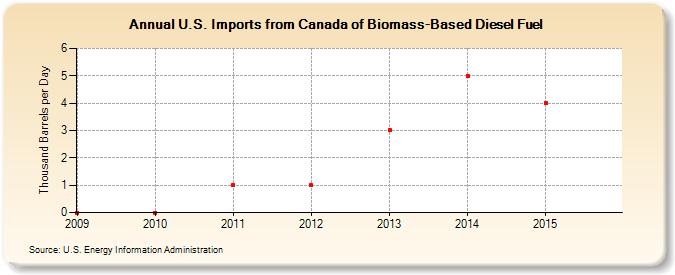 Annual U.S. Imports from Canada of Biomass-Based Diesel Fuel
Thousand Barrels per Day
6
5
4
3
2
1
0
2009 2010 2011 2012 2013 2014 2015
Source: U.S. Energy Information Administration